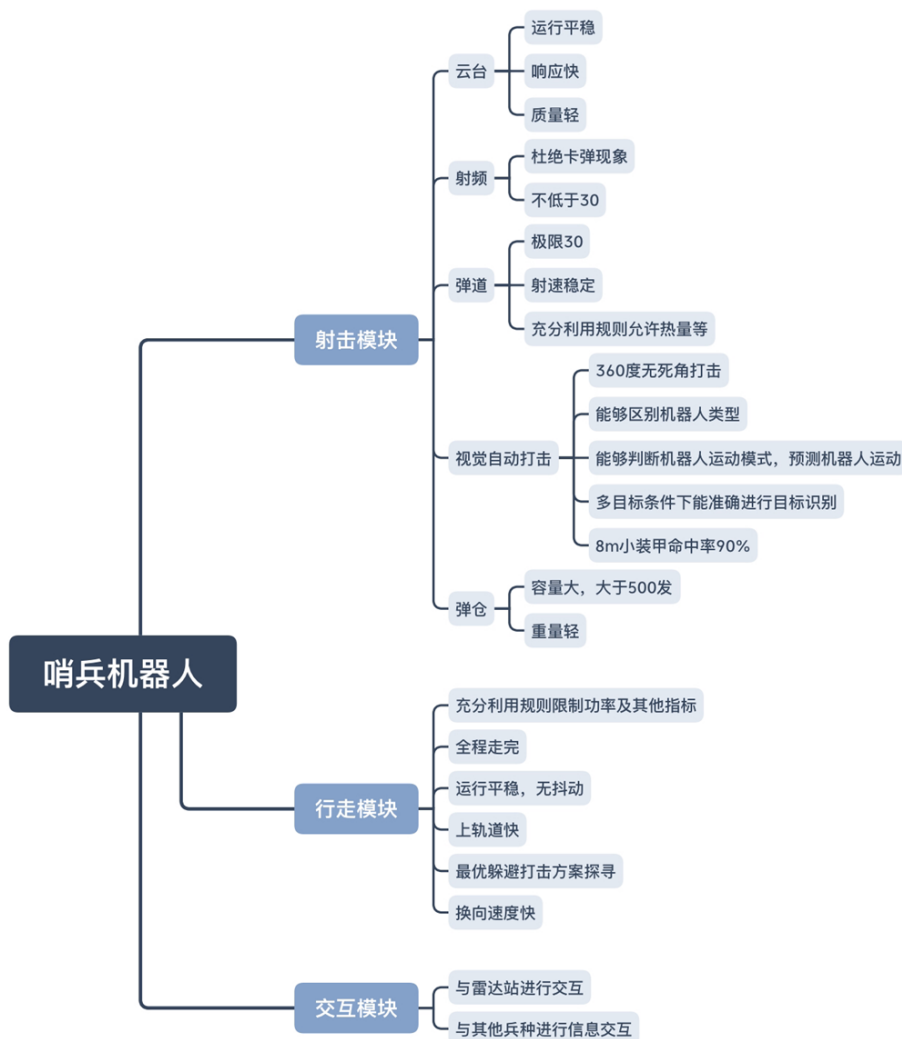 哨兵机器人
射击模块
云台
运行平稳
响应快
质量轻
射频
杜绝卡弹现象
不低于30
弹道
极限30
射速稳定
充分利用规则允许热量等
视觉自动打击
360度无死角打击
能够区别机器人类型
能够判断机器人运动模式，预测机器人运动
多目标条件下能准确进行目标识别
8m小装甲命中率90%
弹仓
容量大，大于500发
重量轻
行走模块
充分利用规则限制功率及其他指标
全程走完
运行平稳，无抖动
上轨道快
最优躲避打击方案探寻
换向速度快
交互模块
与雷达站进行交互
与其他兵种进行信息交互